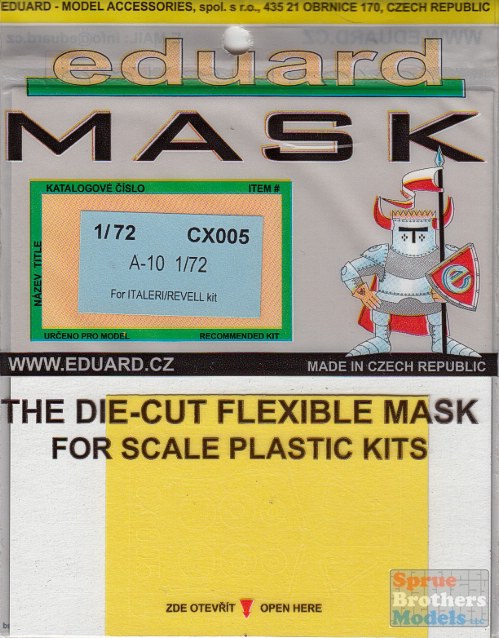 EDUARD - MODEL ACCESSORIES, spol. s r.o., 435 21 OBRNICE 170, CZECH REPUBLIC
eduard
MASK
KATALOGOVÉ ČÍSLO ITEM #
NÁZEV TITLE
1/72 CX005
A-10 1/72
For ITALERI/REVELL kit
URČENO PRO MODEL RECOMMENDED KIT
e
WWW.EDUARD.CZ MADE IN CZECH REPUBLIC
THE DIE-CUT FLEXIBLE MASK
FOR SCALE PLASTIC KITS
ZDE OTEVŘÍT OPEN HERE
Sprue
Brothers
Models LLC